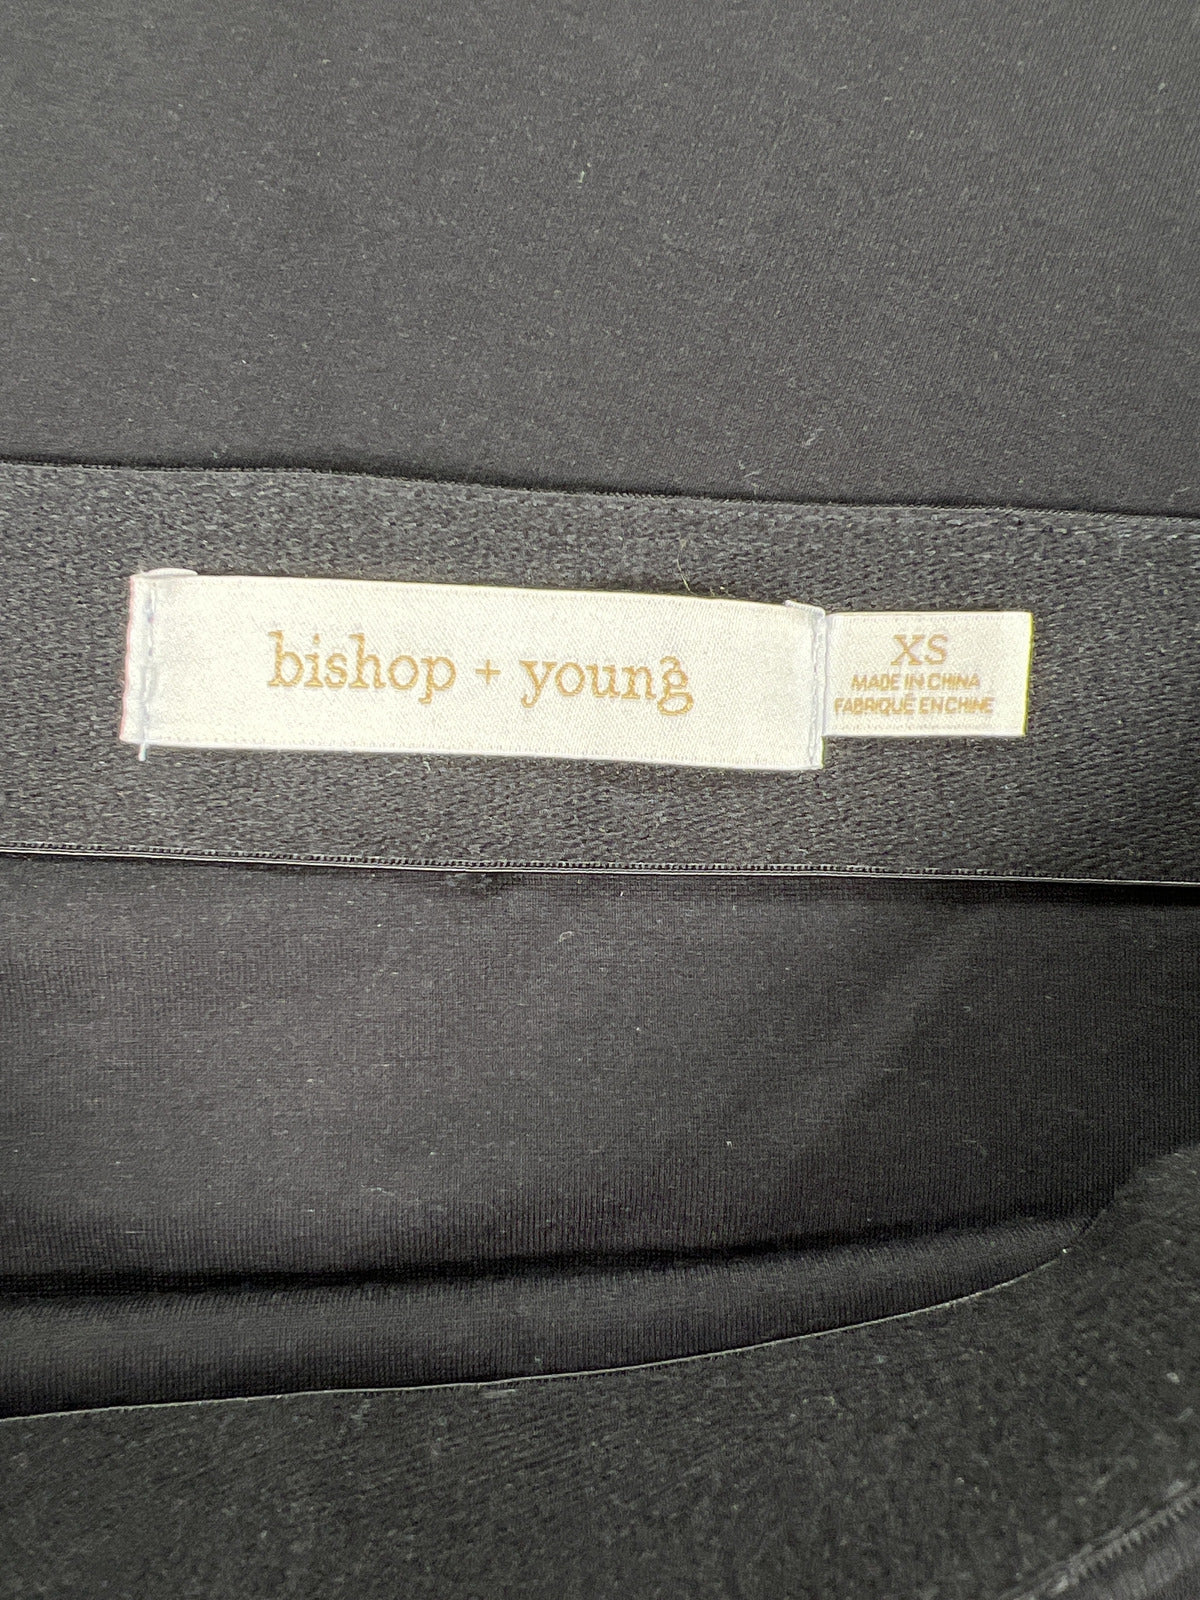 bishop + young
XS
MADE IN CHINA
FABRIQUÉ EN CHINE